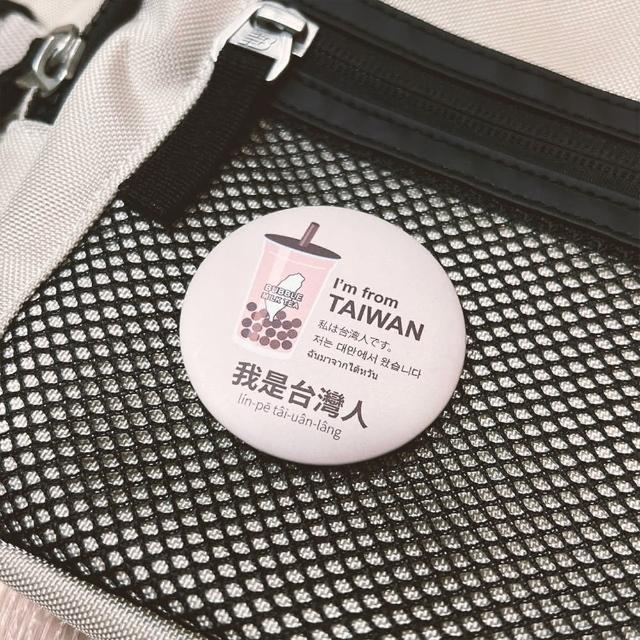 BUBBLE
MILK TEA
I'm from
TAIWAN
私は台湾人です。
저는 대만에서 왔습니다
ฉันมาจากไต้หวัน
我是台灣人
lín-pē tâi-uân-lâng